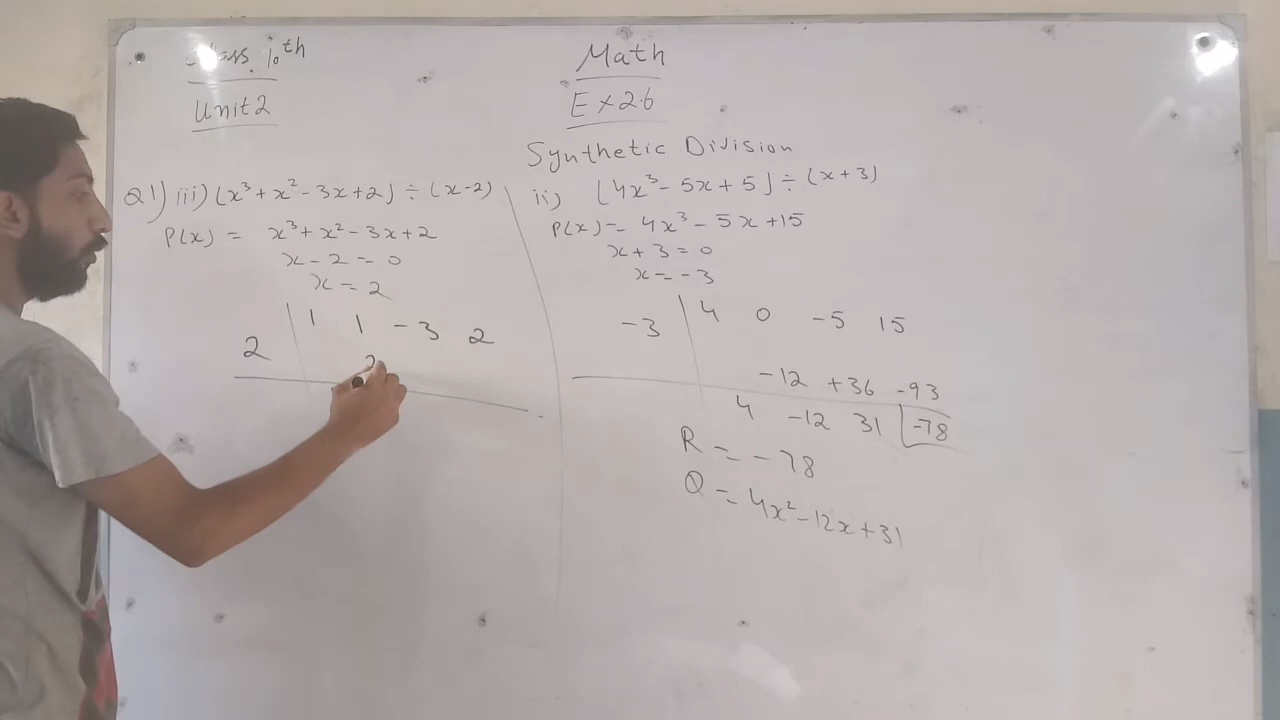 Class 10th
Unit 2
Math
Ex 2.6
Synthetic Division
Q1) iii) (x³ + x² - 3x + 2) ÷ (x-2)
P(x) = x³ + x² - 3x + 2
x - 2 = 0
x = 2
1 1 -3 2
2
2
ii) (4x³ - 5x + 5) ÷ (x + 3)
P(x) = 4x³ - 5x + 15
x + 3 = 0
x = -3
-3 4 0 -5 15
-12 +36 -93
4 -12 31 -78
R = -78
Q = 4x² - 12x + 31